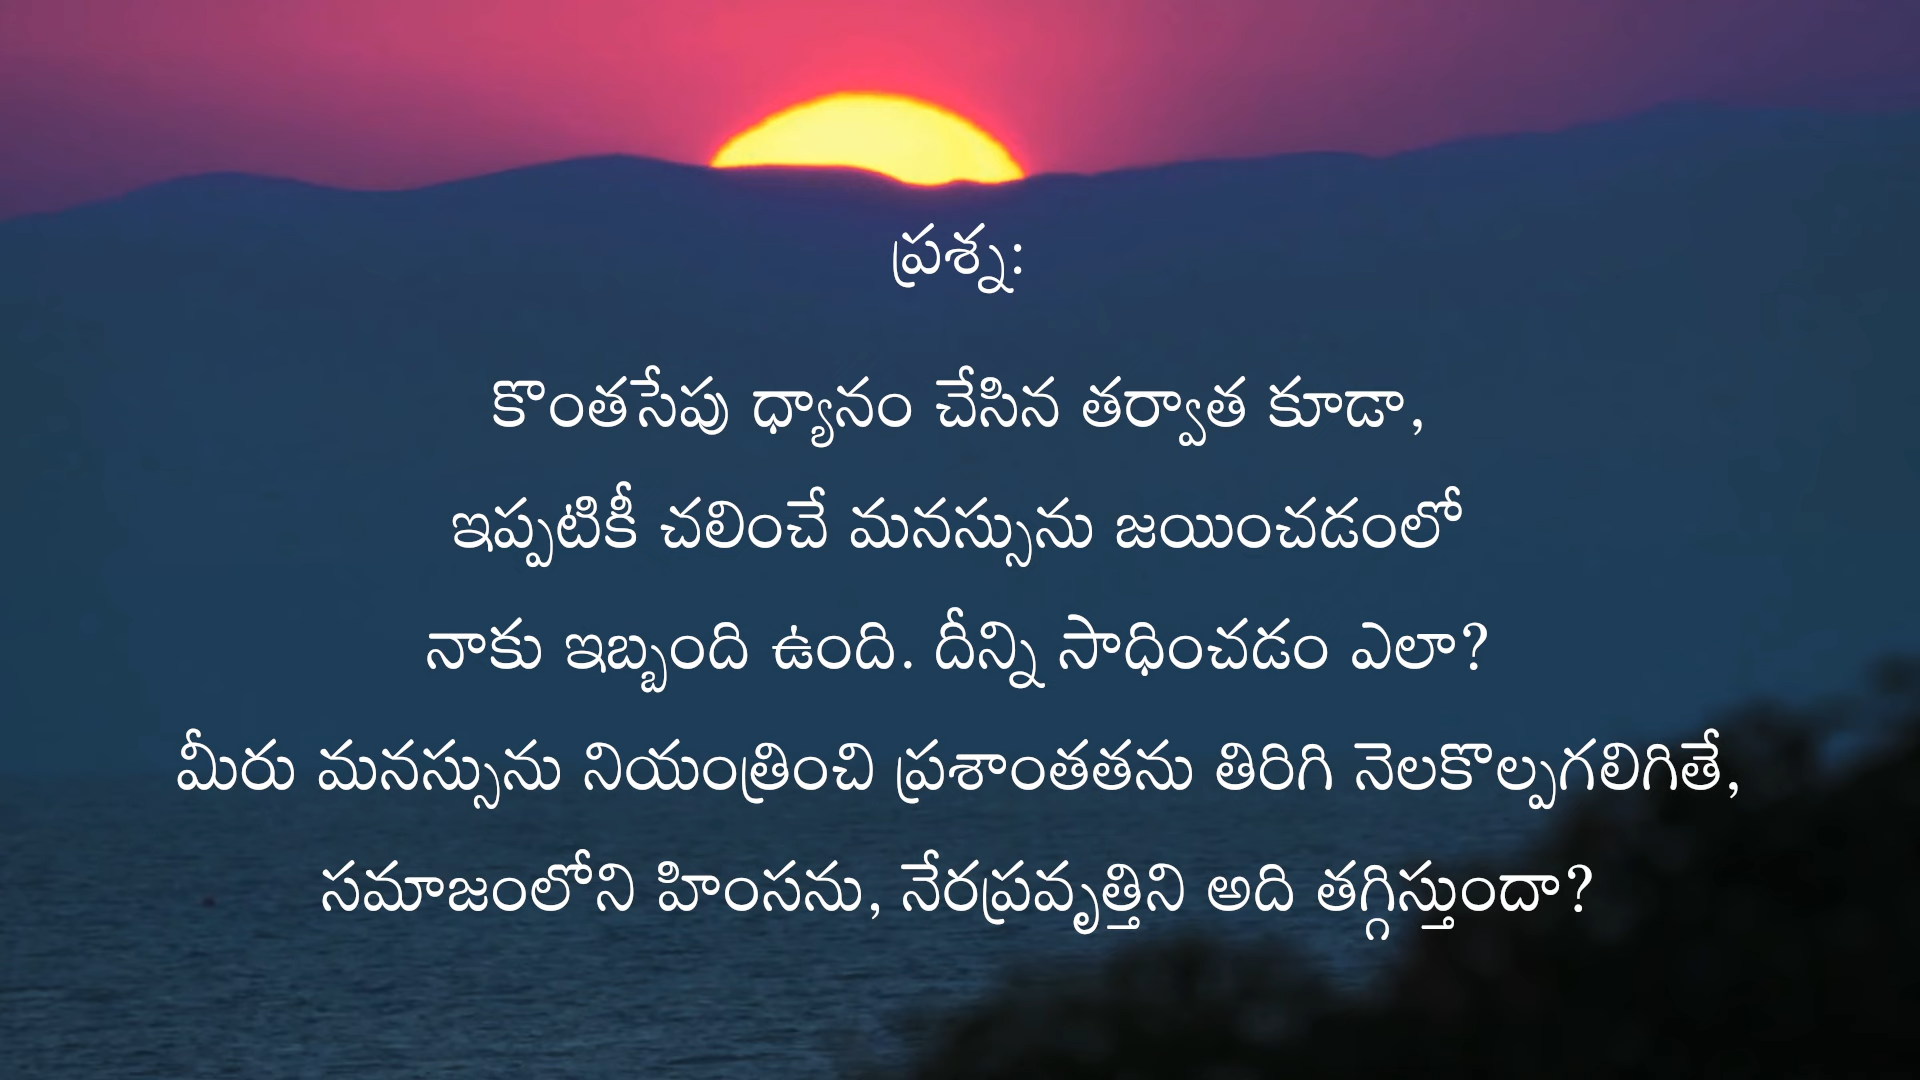 ప్రశ్న:
కొంతసేపు ధ్యానం చేసిన తర్వాత కూడా,
ఇప్పటికీ చలించే మనస్సును జయించడంలో
నాకు ఇబ్బంది ఉంది. దీన్ని సాధించడం ఎలా?
మీరు మనస్సును నియంత్రించి ప్రశాంతతను తిరిగి నెలకొల్పగలిగితే,
సమాజంలోని హింసను, నేరప్రవృత్తిని అది తగ్గిస్తుందా?